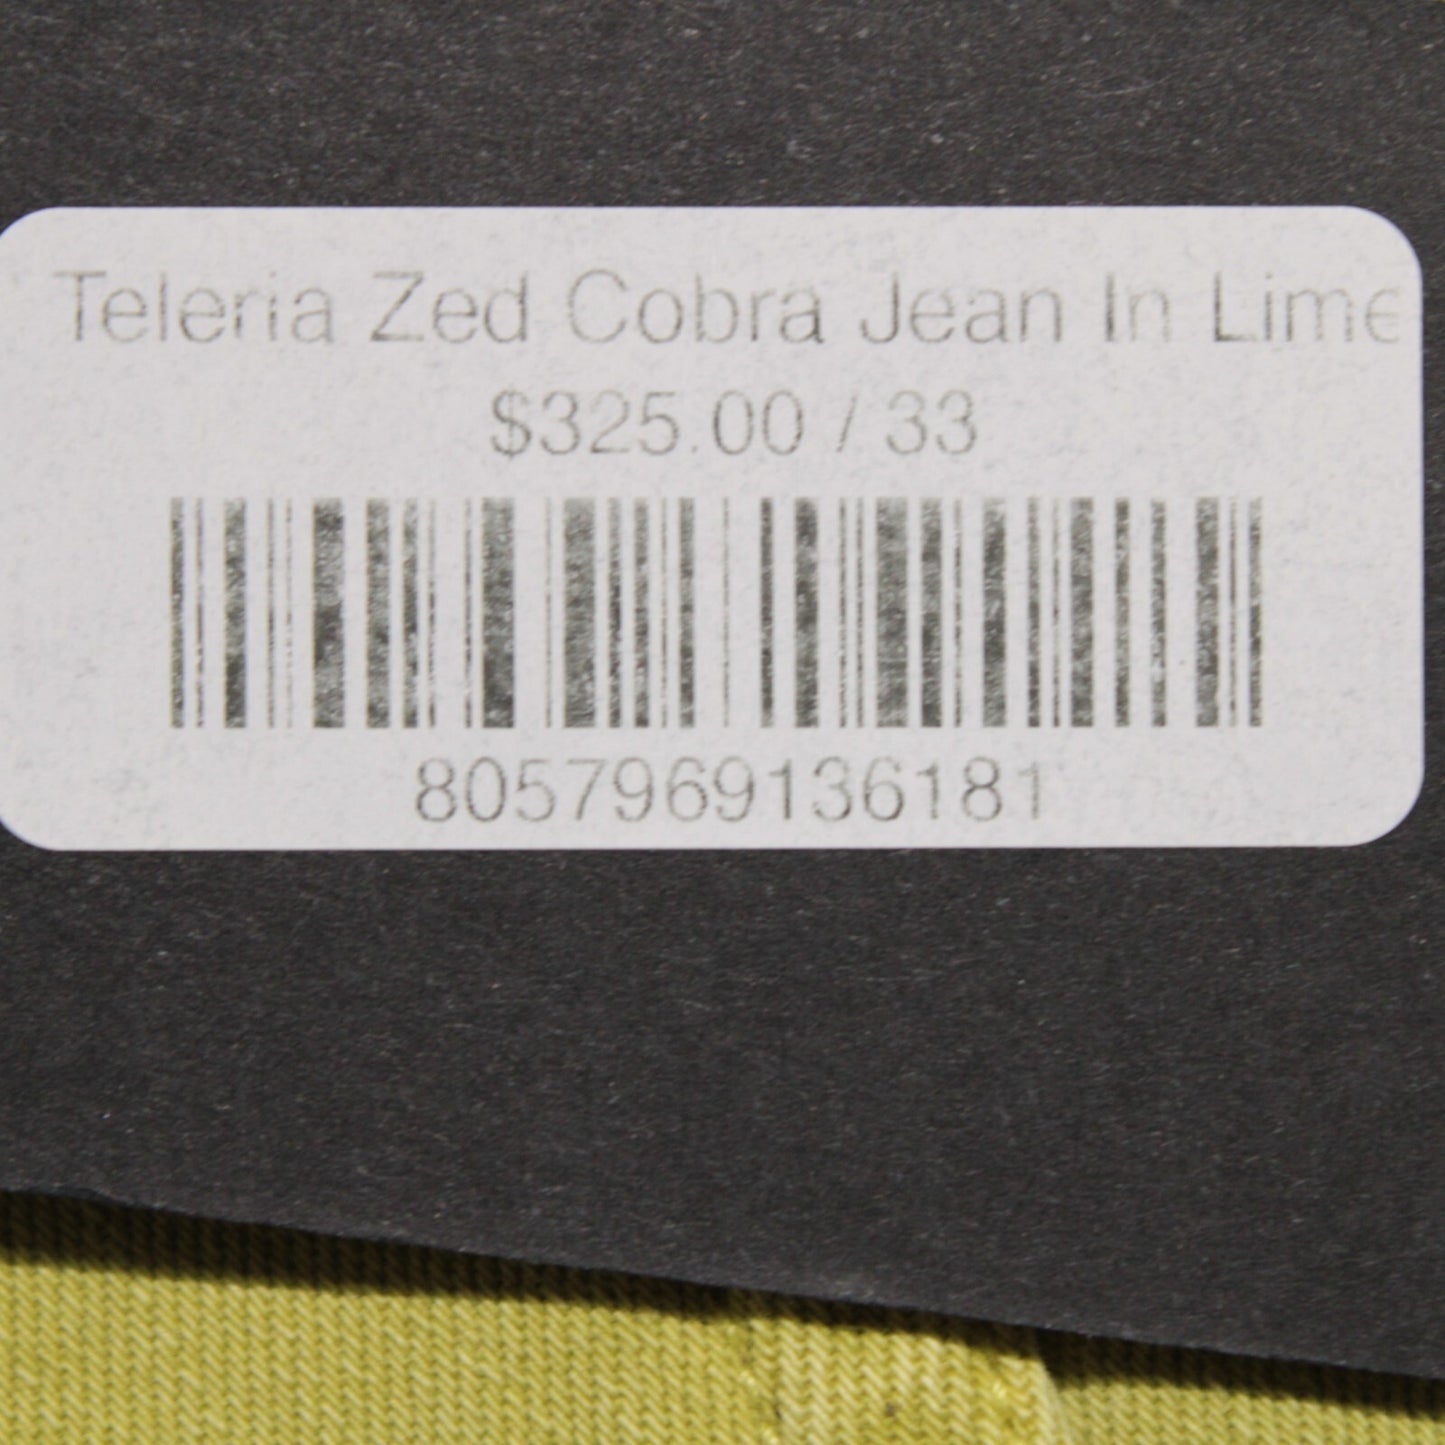 Teleria Zed Cobra Jean In Lime
$325.00 / 33
8057969136181